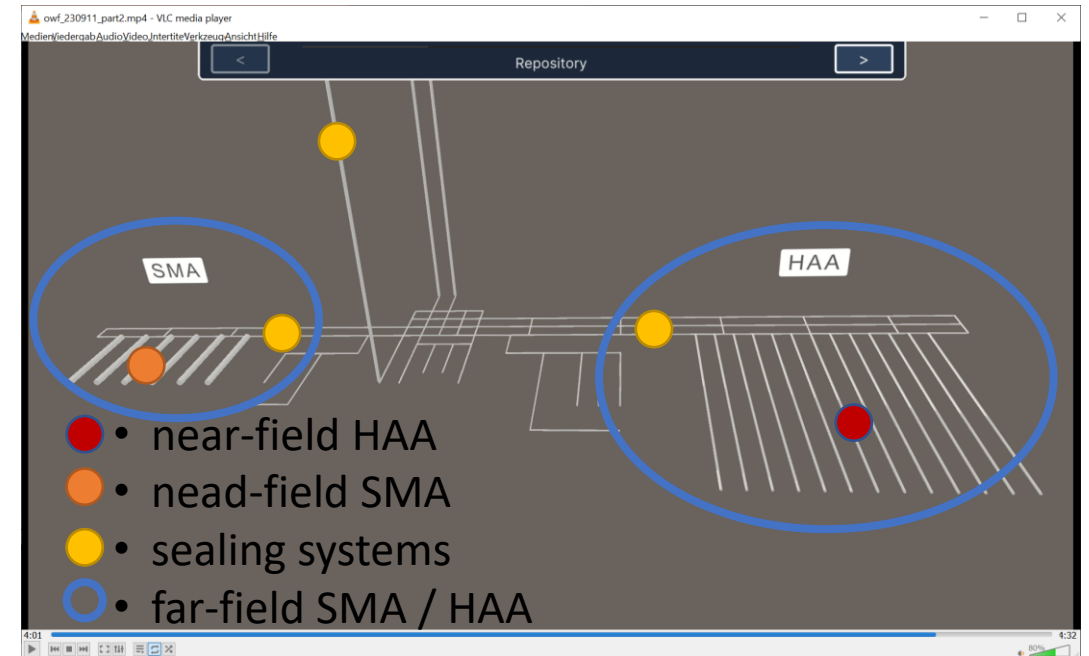 owf_230911_part2.mp4 - VLC media player
Medien Wiedergabe Audio Video Untertitel Werkzeug Ansicht Hilfe
< Repository >
SMA
HAA
• near-field HAA
• nead-field SMA
• sealing systems
• far-field SMA / HAA
4:01
4:32
80%